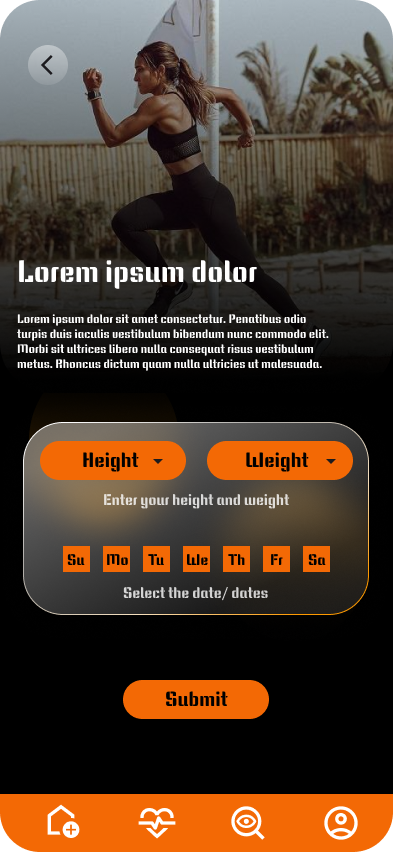 Lorem ipsum dolor
Lorem ipsum dolor sit amet consectetur. Penatibus odio
turpis duis iaculis vestibulum bibendum nunc commodo elit.
Morbi sit ultrices libero nulla consequat risus vestibulum
metus. Rhoncus dictum quam nulla ultricies ut malesuada.
Height Weight
Enter your height and weight
Su Mo Tu We Th Fr Sa
Select the date/ dates
Submit